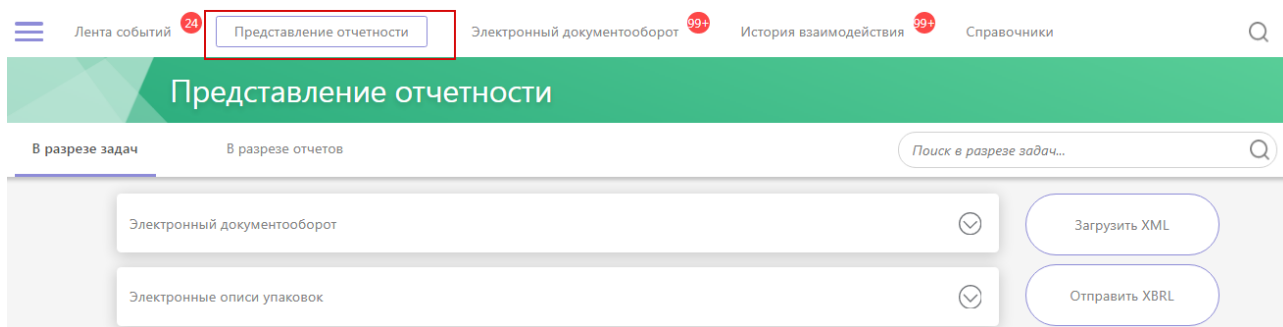 Лента событий 24 Представление отчетности Электронный документооборот 99+ История взаимодействия 99+ Справочники
Представление отчетности
В разрезе задач В разрезе отчетов Поиск в разрезе задач...
Электронный документооборот Загрузить XML
Электронные описи упаковок Отправить XBRL